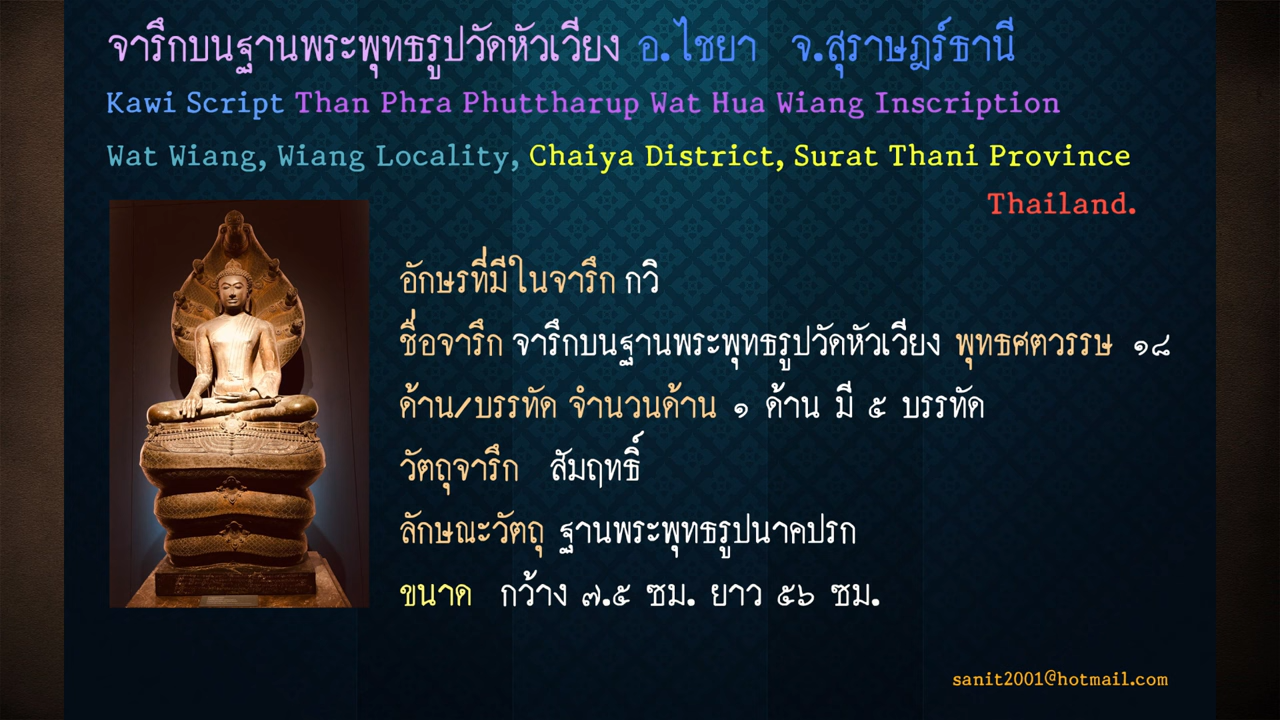 จารึกบนฐานพระพุทธรูปวัดหัวเวียง อ.ไชยา จ.สุราษฎร์ธานี
Kawi Script Than Phra Phuttharup Wat Hua Wiang Inscription
Wat Wiang, Wiang Locality, Chaiya District, Surat Thani Province
Thailand.
อักษรที่มีในจารึก กวิ
ชื่อจารึก จารึกบนฐานพระพุทธรูปวัดหัวเวียง พุทธศตวรรษ ๑๘
ด้าน/บรรทัด จำนวนด้าน ๑ ด้าน มี ๕ บรรทัด
วัตถุจารึก สัมฤทธิ์
ลักษณะวัตถุ ฐานพระพุทธรูปนาคปรก
ขนาด กว้าง ๗.๕ ซม. ยาว ๕๖ ซม.
sanit2001@hotmail.com